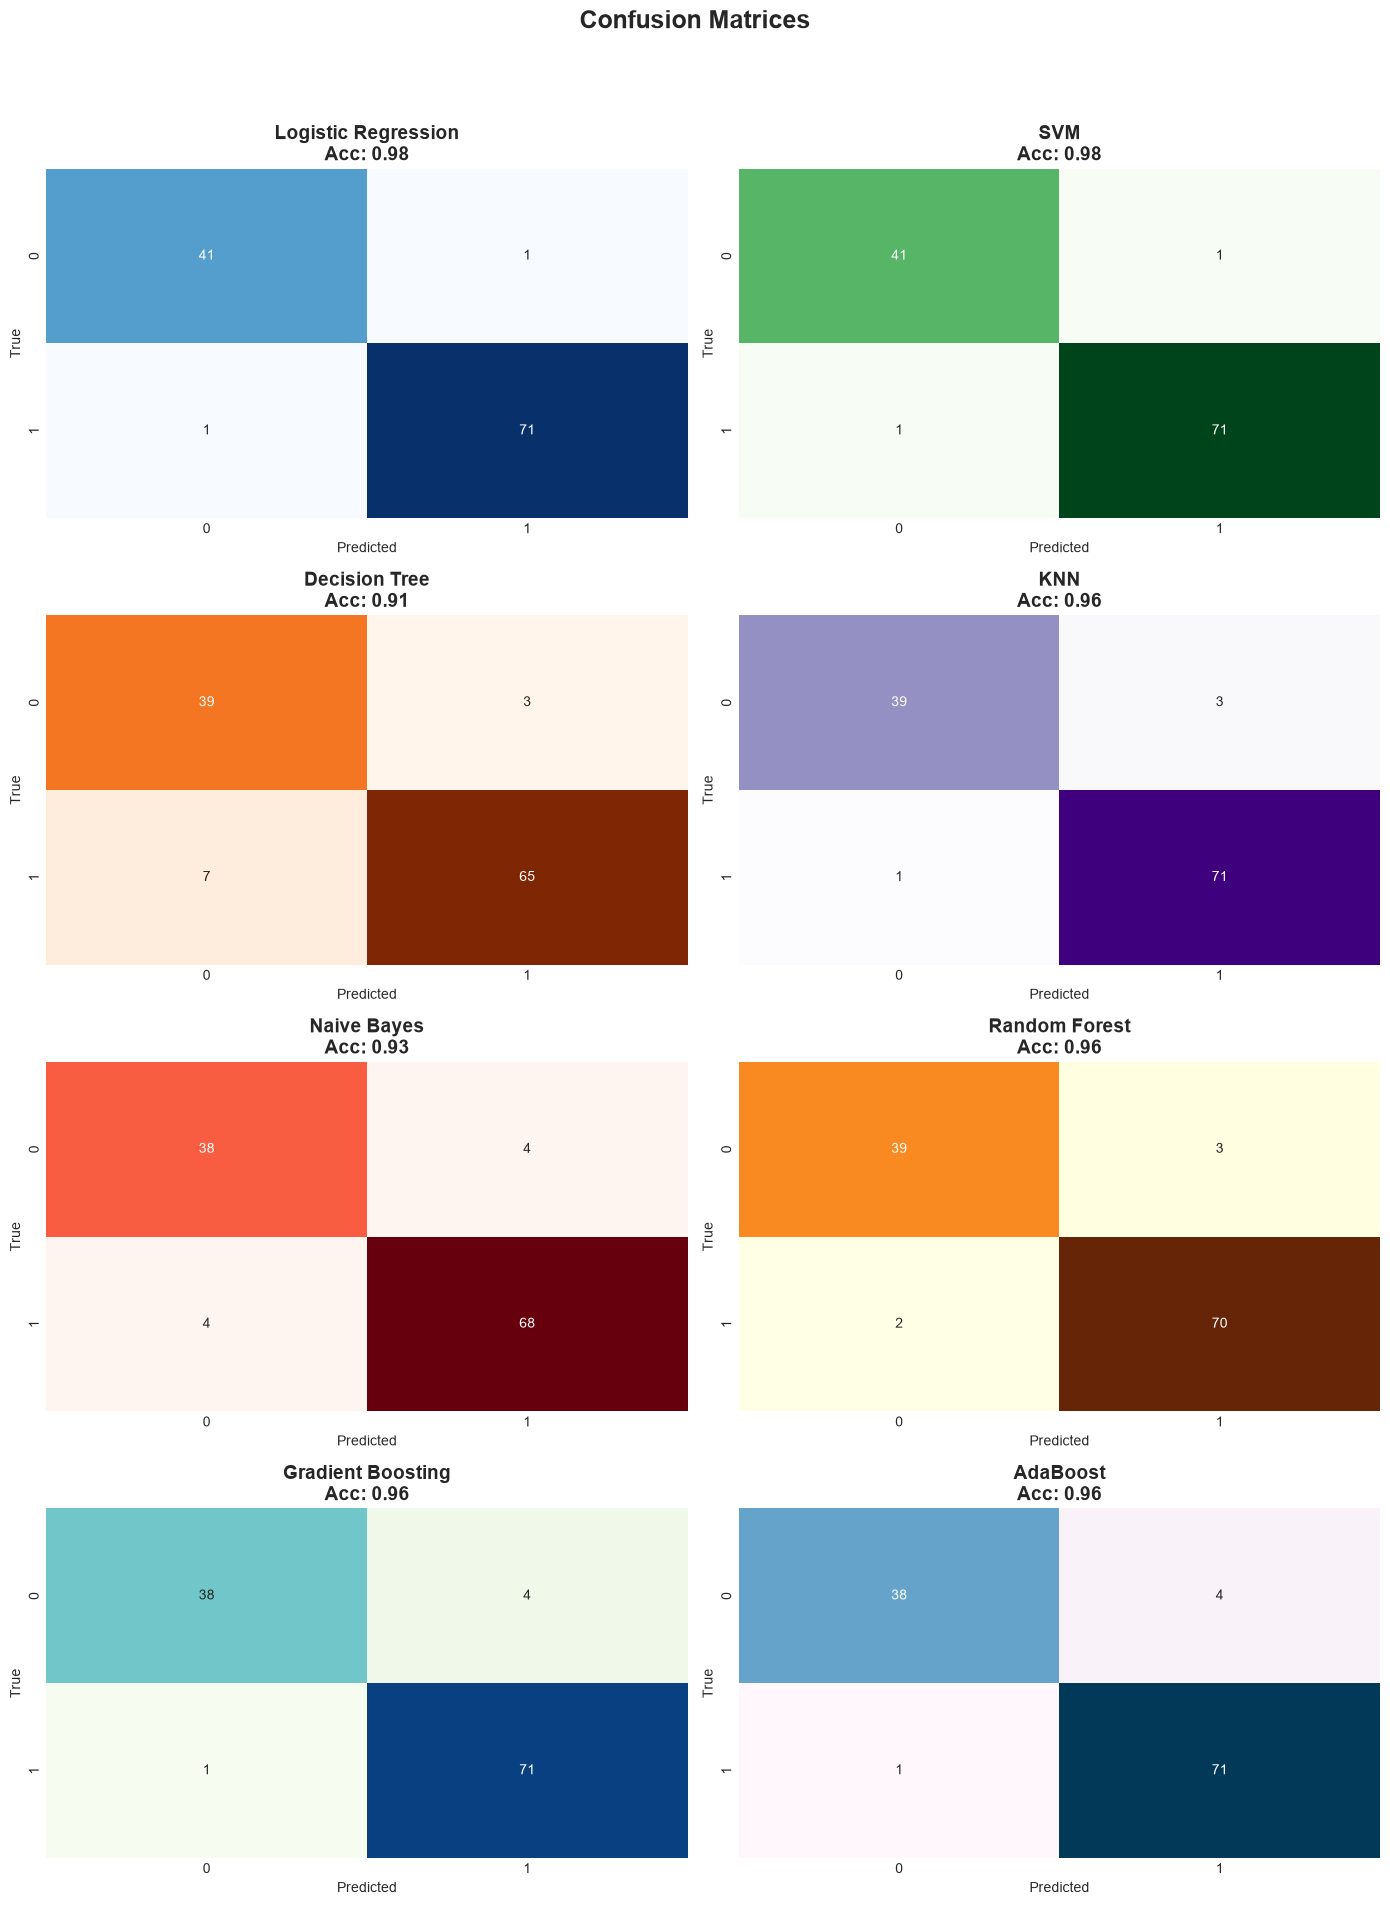 Confusion Matrices
Logistic Regression
Acc: 0.98
0
41
1
True
1
1
71
0
1
Predicted
SVM
Acc: 0.98
0
41
1
True
1
1
71
0
1
Predicted
Decision Tree
Acc: 0.91
0
39
3
True
1
7
65
0
1
Predicted
KNN
Acc: 0.96
0
39
3
True
1
1
71
0
1
Predicted
Naive Bayes
Acc: 0.93
0
38
4
True
1
4
68
0
1
Predicted
Random Forest
Acc: 0.96
0
39
3
True
1
2
70
0
1
Predicted
Gradient Boosting
Acc: 0.96
0
38
4
True
1
1
71
0
1
Predicted
AdaBoost
Acc: 0.96
0
38
4
True
1
1
71
0
1
Predicted